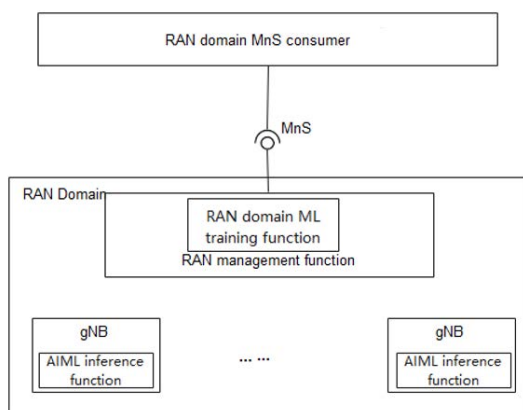 RAN domain MnS consumer
MnS
RAN Domain
RAN domain ML
training function
RAN management function
gNB
AIML inference
function
... ...
gNB
AIML inference
function